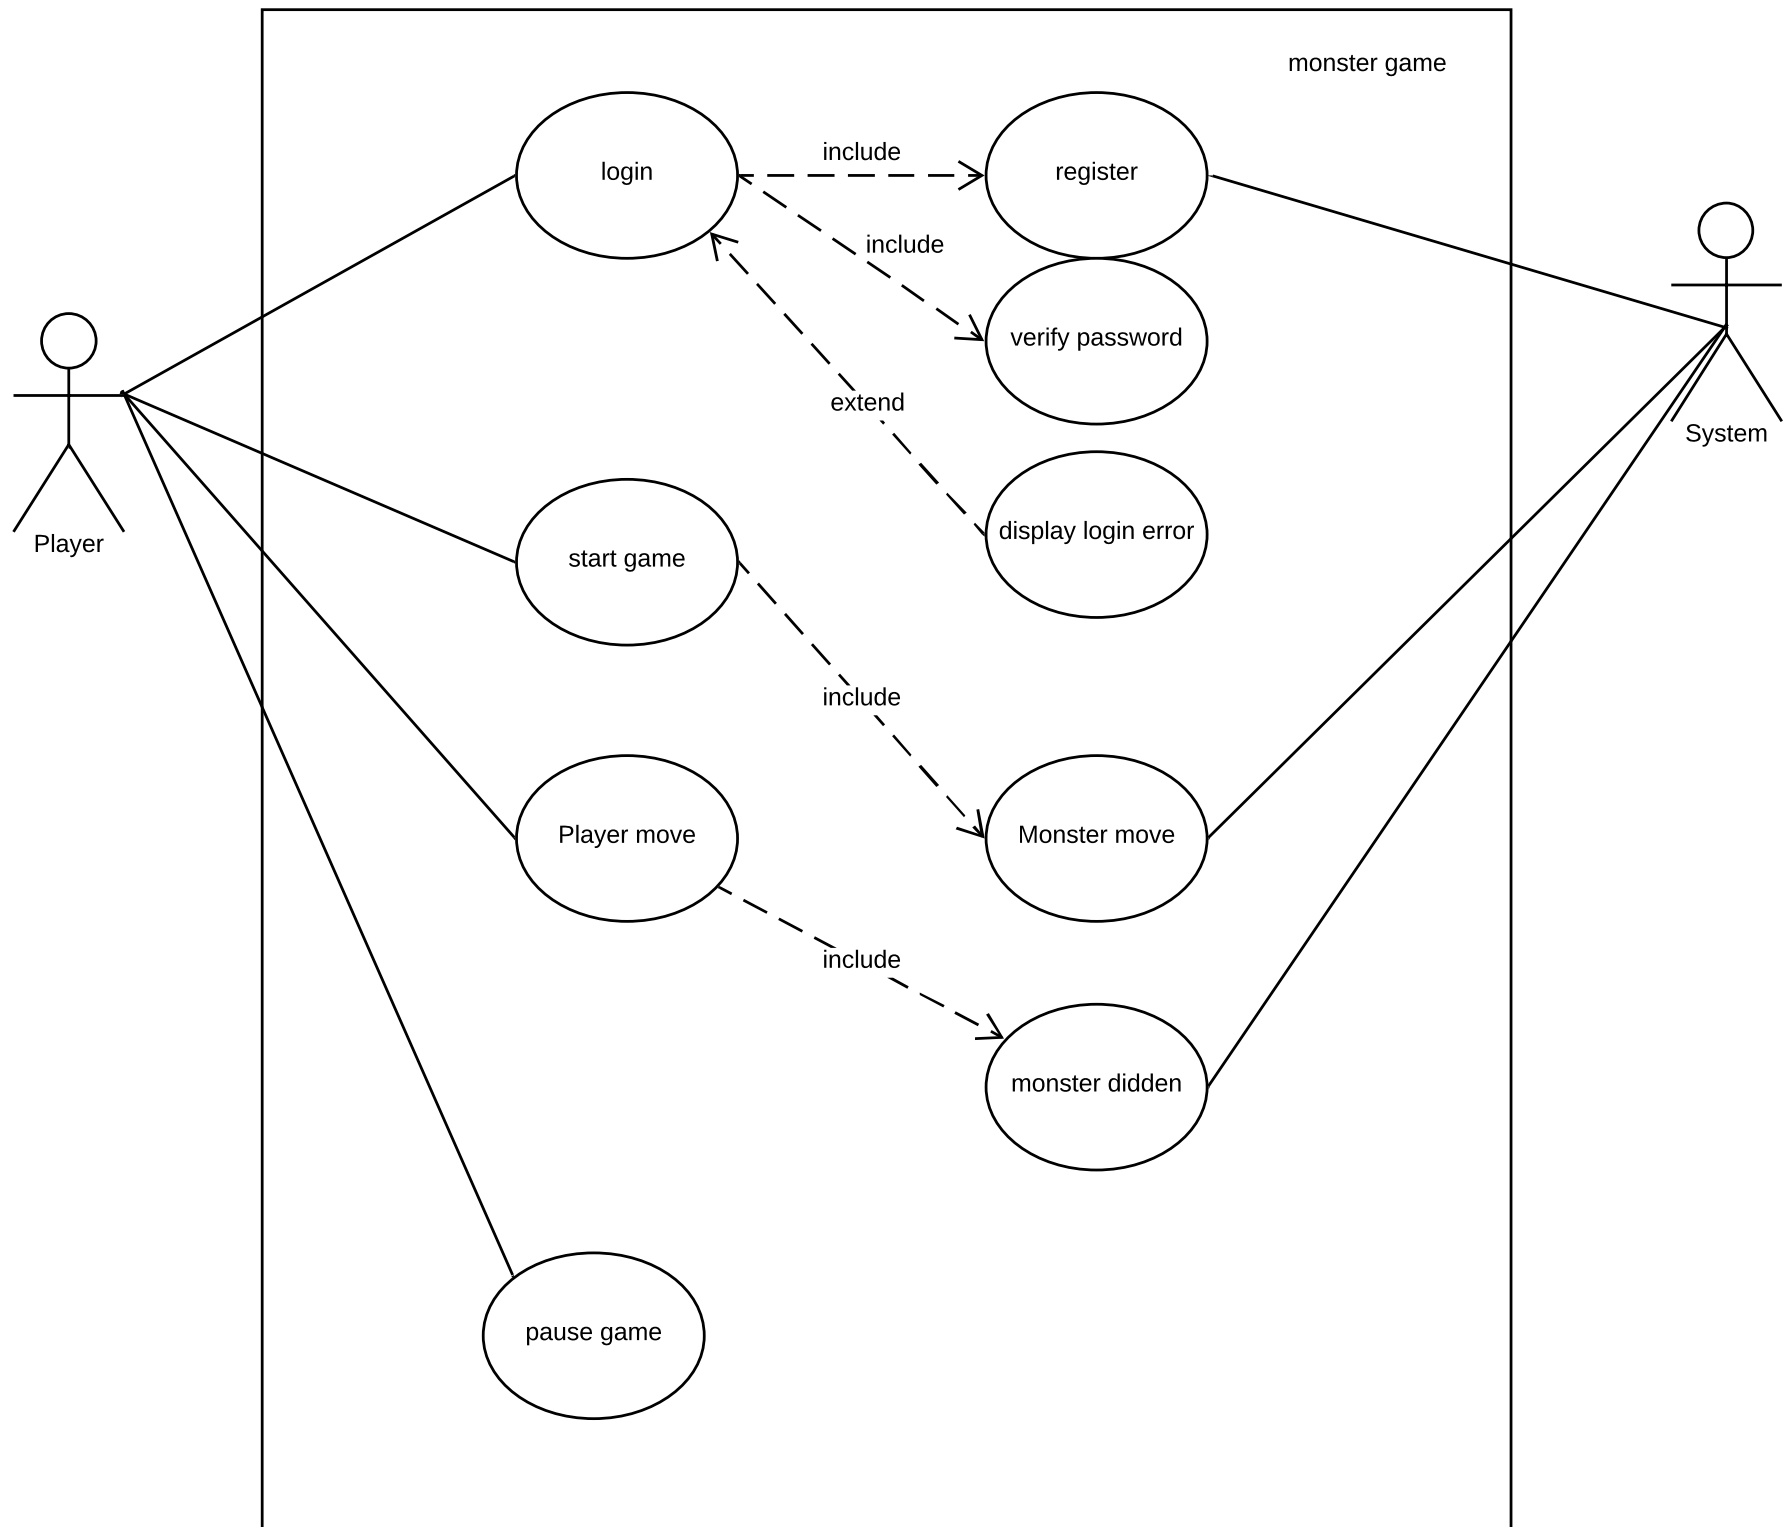 monster game
login
include
register
include
verify password
extend
System
display login error
Player
start game
include
Player move
Monster move
include
monster didden
pause game